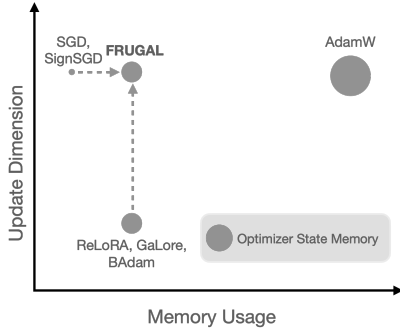 SGD,
SignSGD
FRUGAL
AdamW
Update Dimension
ReLoRA, GaLore,
BAdam
Optimizer State Memory
Memory Usage